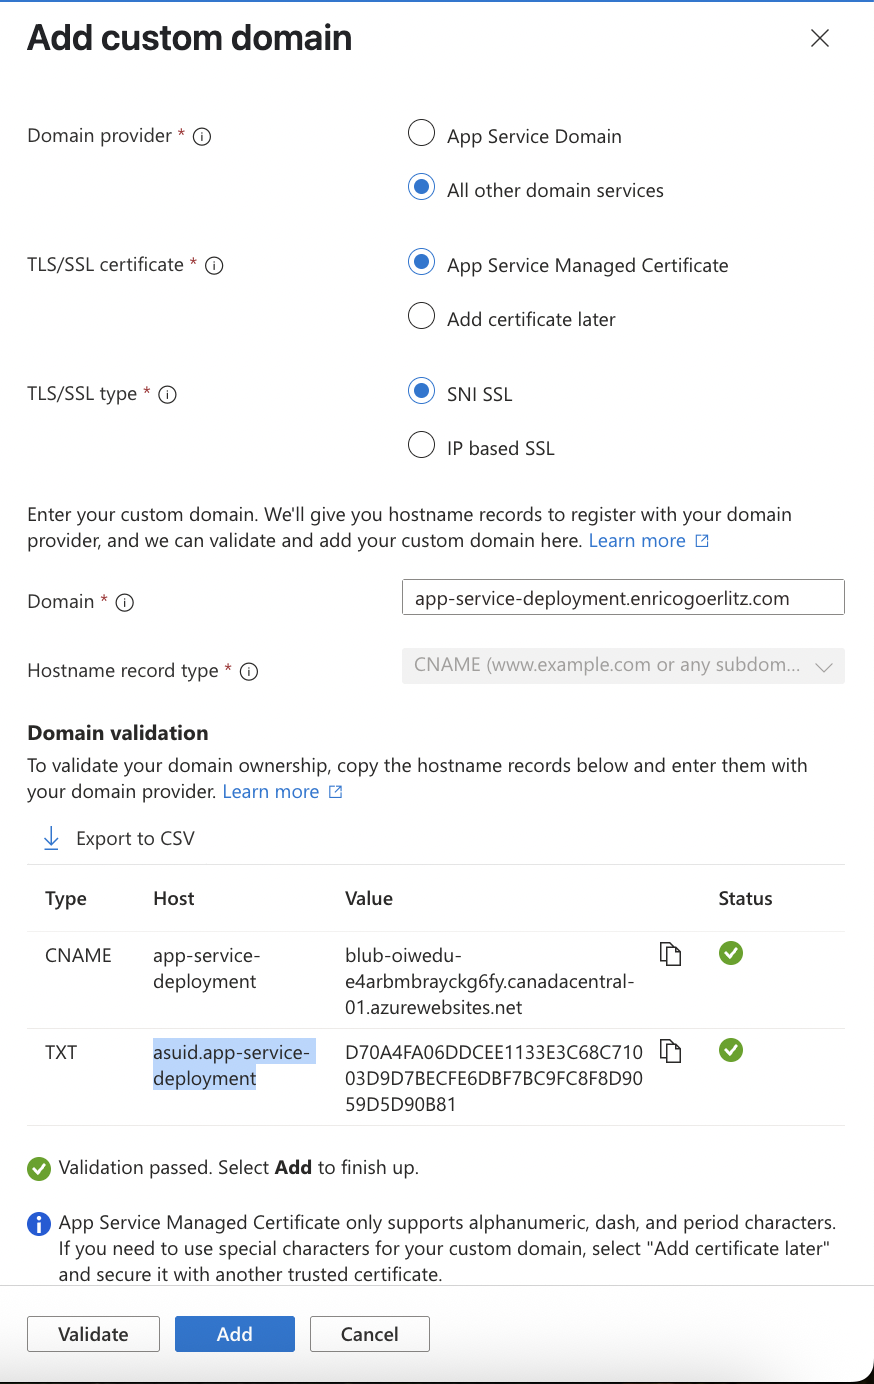 Add custom domain
Domain provider *
App Service Domain
All other domain services
TLS/SSL certificate *
App Service Managed Certificate
Add certificate later
TLS/SSL type *
SNI SSL
IP based SSL
Enter your custom domain. We'll give you hostname records to register with your domain
provider, and we can validate and add your custom domain here. Learn more
Domain *
app-service-deployment.enricogoerlitz.com
Hostname record type *
CNAME (www.example.com or any subdom...
Domain validation
To validate your domain ownership, copy the hostname records below and enter them with
your domain provider. Learn more
Export to CSV
Type Host Value Status
CNAME app-service- blub-oiwedu-
deployment e4arbmbrayckg6fy.canadacentral-
01.azurewebsites.net
TXT asuid.app-service- D70A4FA06DDCEE1133E3C68C710
deployment 03D9D7BECFE6DBF7BC9FC8F8D90
59D5D90B81
Validation passed. Select Add to finish up.
App Service Managed Certificate only supports alphanumeric, dash, and period characters.
If you need to use special characters for your custom domain, select "Add certificate later"
and secure it with another trusted certificate.
Validate Add Cancel